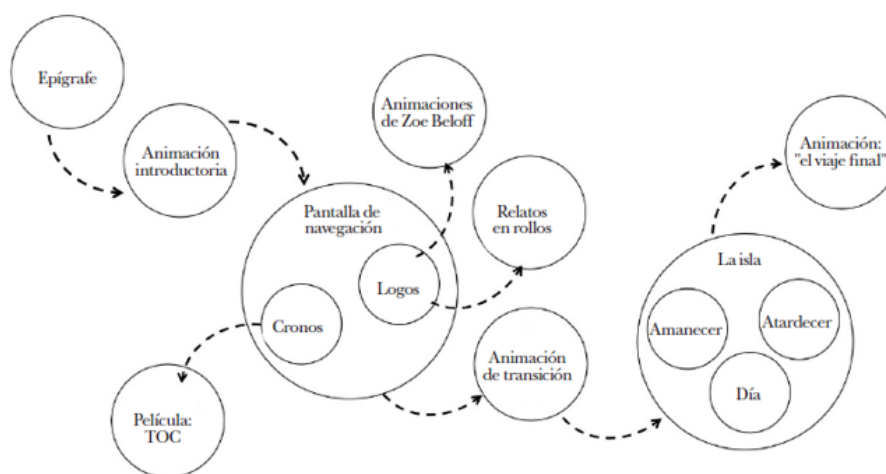 Epígrafe
Animación
introductoria
Pantalla de
navegación
Logos
Cronos
Película:
TOC
Animaciones
de Zoe Beloff
Relatos
en rollos
Animación
de transición
La isla
Amanecer
Atardecer
Día
Animación:
"el viaje final"